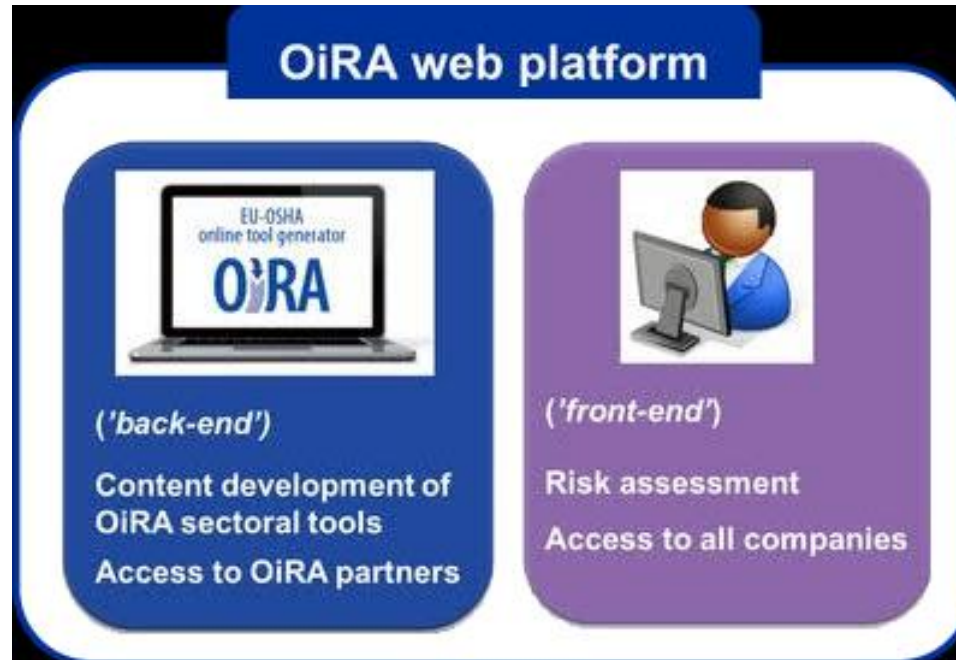 OiRA web platform
EU-OSHA
online tool generator
OiRA
('back-end')
Content development of
OiRA sectoral tools
Access to OiRA partners
('front-end')
Risk assessment
Access to all companies